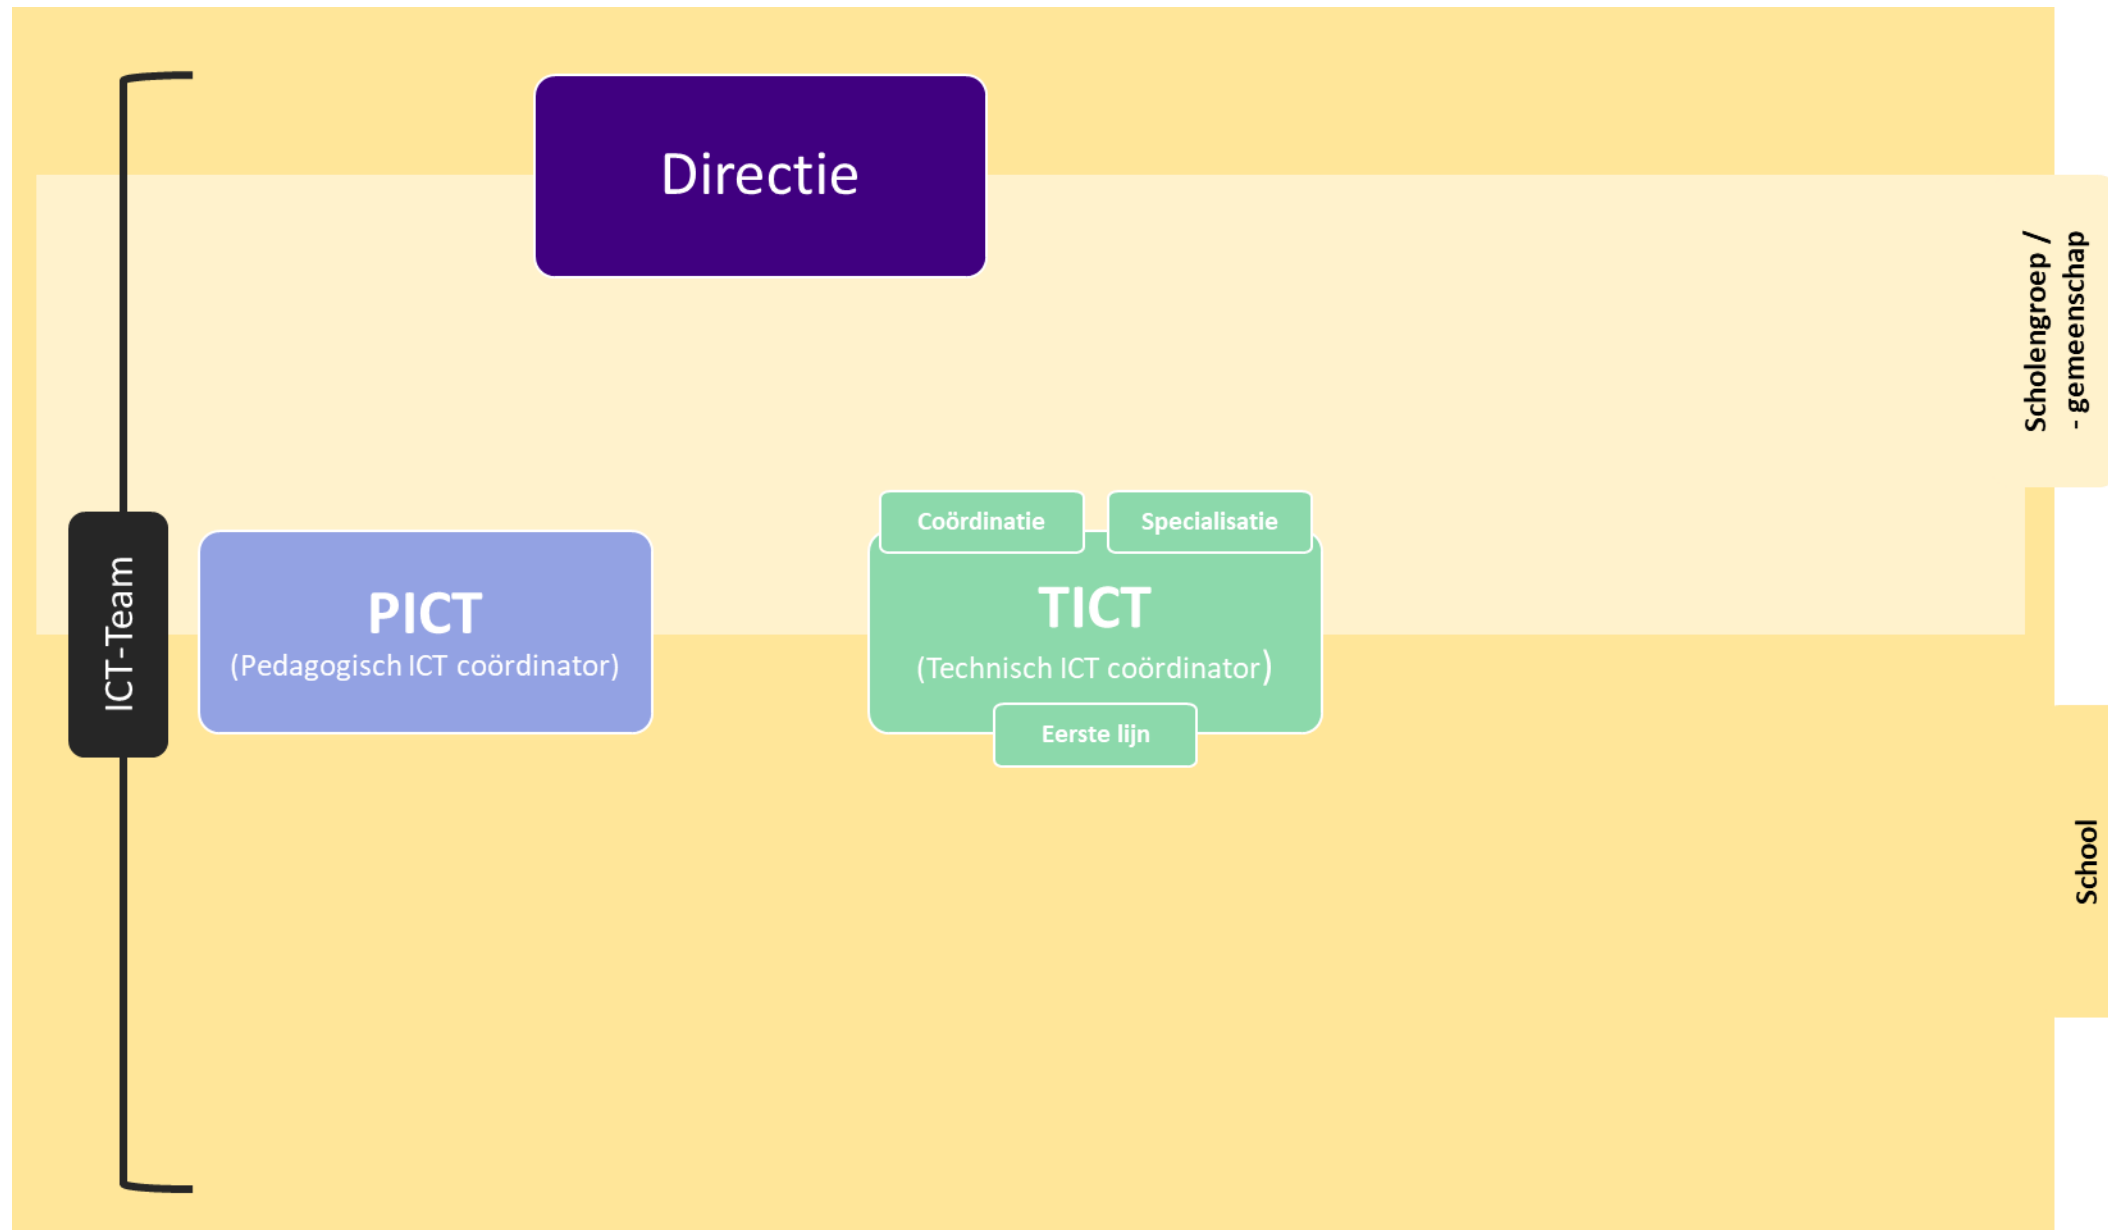 Directie
Scholengroep /
- gemeenschap
ICT-Team
PICT
(Pedagogisch ICT coördinator)
Coördinatie
Specialisatie
TICT
(Technisch ICT coördinator)
Eerste lijn
School